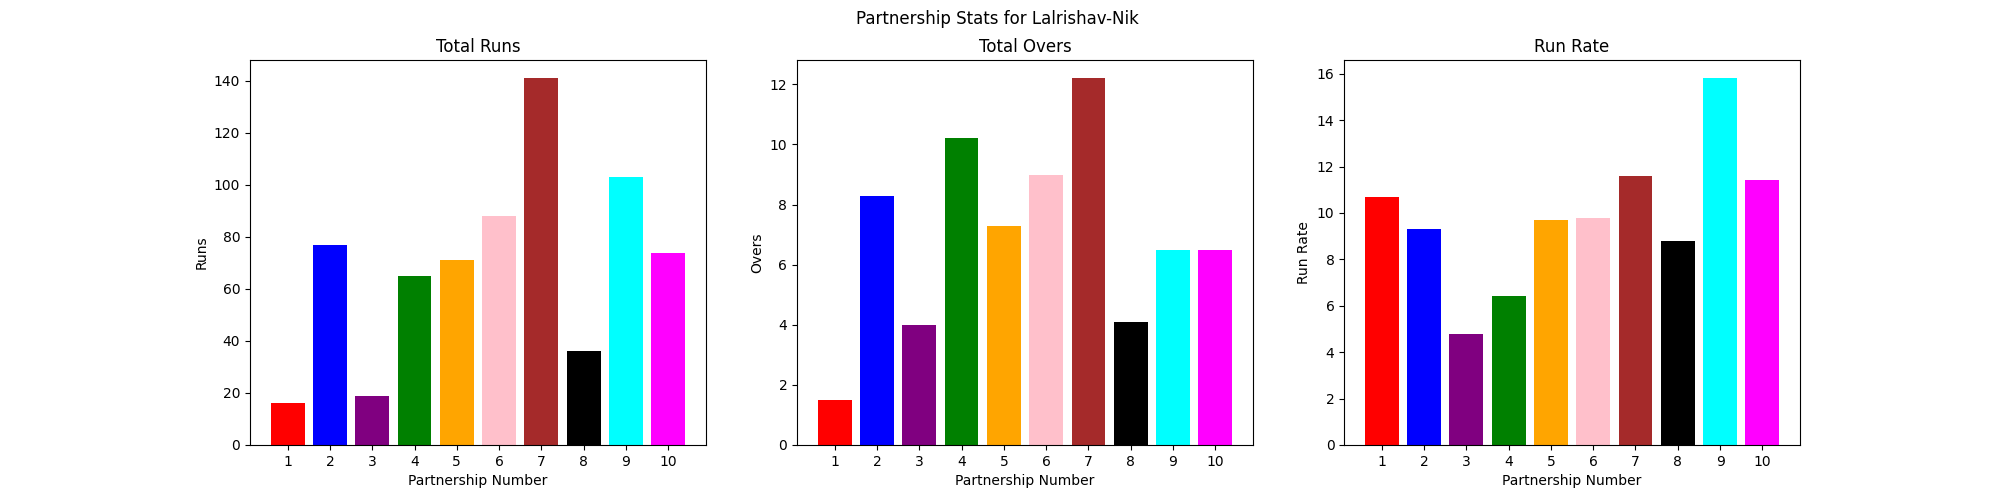 Partnership Stats for Lalrishav-Nik
Total Runs
Runs
140
120
100
80
60
40
20
0
1 2 3 4 5 6 7 8 9 10
Partnership Number
Total Overs
Overs
12
10
8
6
4
2
0
1 2 3 4 5 6 7 8 9 10
Partnership Number
Run Rate
Run Rate
16
14
12
10
8
6
4
2
0
1 2 3 4 5 6 7 8 9 10
Partnership Number